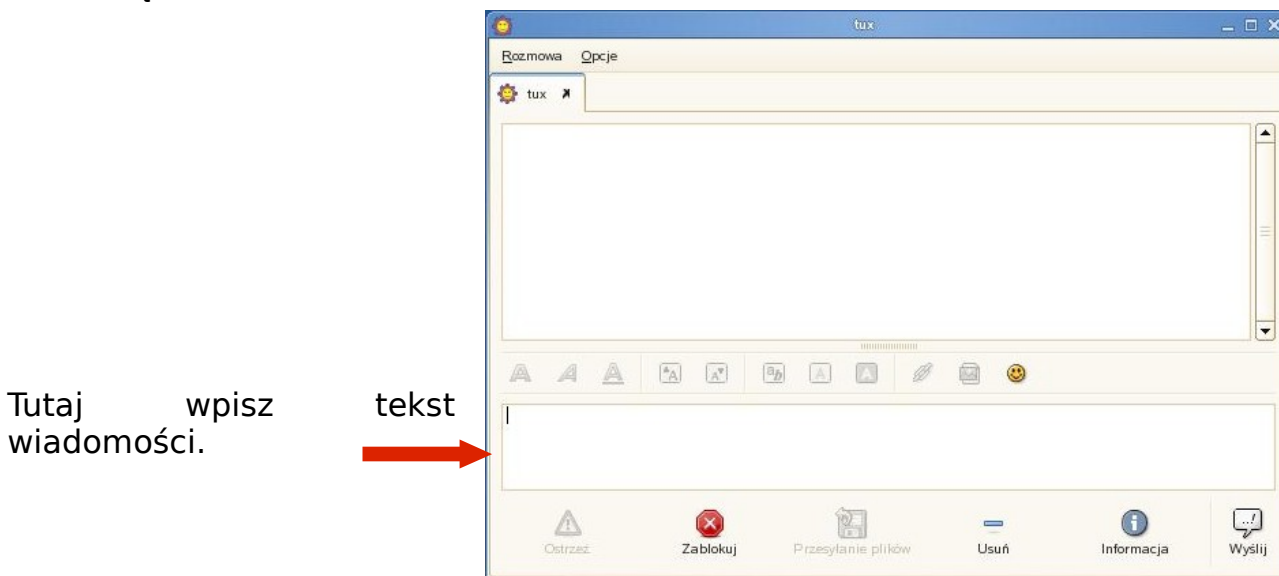 tux
Rozmowa Opcje
tux
Tutaj wpisz tekst
wiadomości.
Ostrzeż Zablokuj Przesyłanie plików Usuń Informacja Wyślij